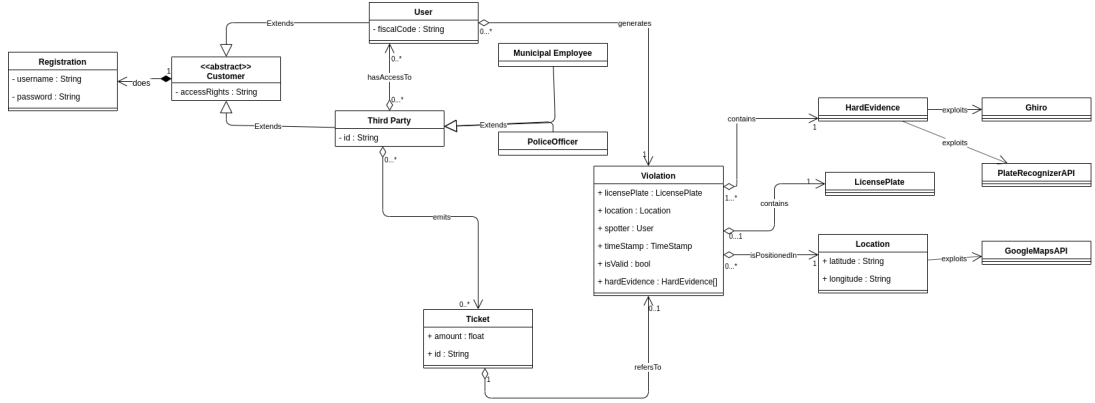 User
- fiscalCode : String
0...*
Extends
generates
Registration
- username : String
- password : String
does
1
<<abstract>>
Customer
- accessRights : String
Municipal Employee
0..*
hasAccessTo
0...*
Third Party
- id : String
Extends
Extends
PoliceOfficer
0...*
emits
0..*
Ticket
+ amount : float
+ id : String
1
refersTo
0..1
1
Violation
+ licensePlate : LicensePlate
+ location : Location
+ spotter : User
+ timeStamp : TimeStamp
+ isValid : bool
+ hardEvidence : HardEvidence[]
1...*
contains
1
HardEvidence
exploits
Ghiro
exploits
PlateRecognizerAPI
0...1
contains
1
LicensePlate
0...*
isPositionedIn
1
Location
+ latitude : String
+ longitude : String
exploits
GoogleMapsAPI